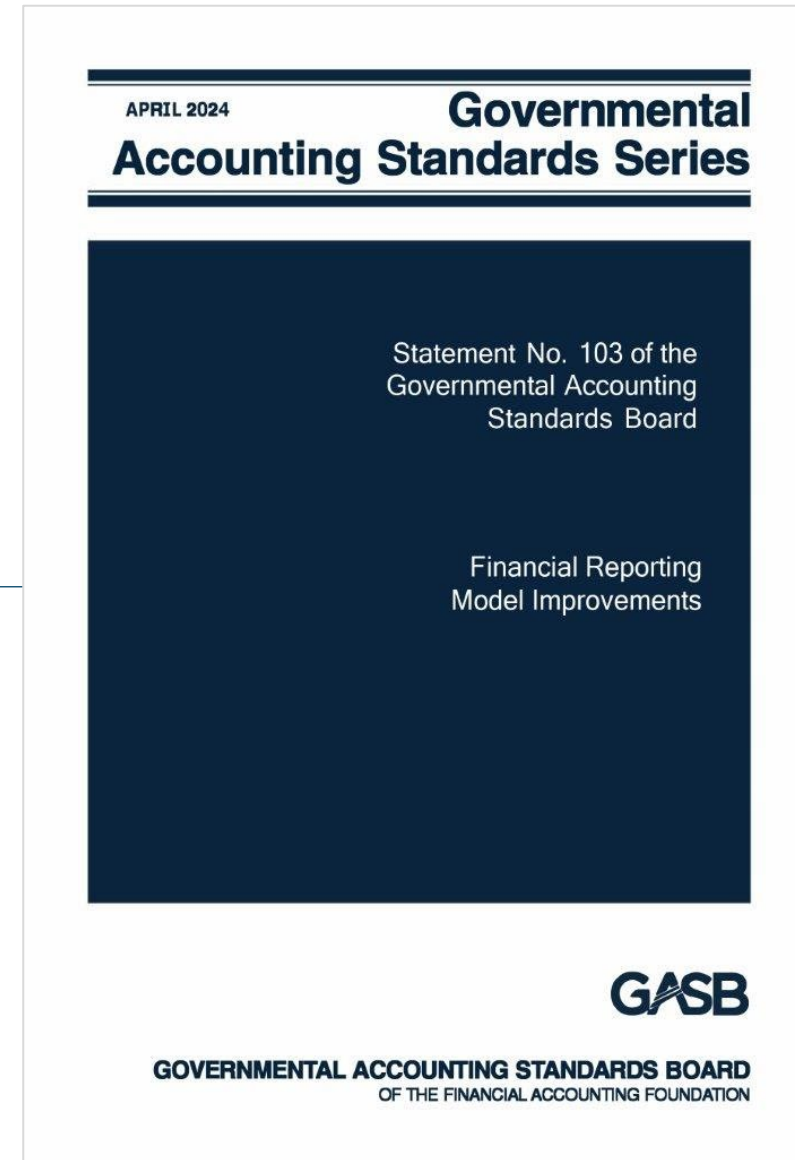 APRIL 2024
Governmental
Accounting Standards Series
Statement No. 103 of the
Governmental Accounting
Standards Board
Financial Reporting
Model Improvements
GASB
GOVERNMENTAL ACCOUNTING STANDARDS BOARD
OF THE FINANCIAL ACCOUNTING FOUNDATION